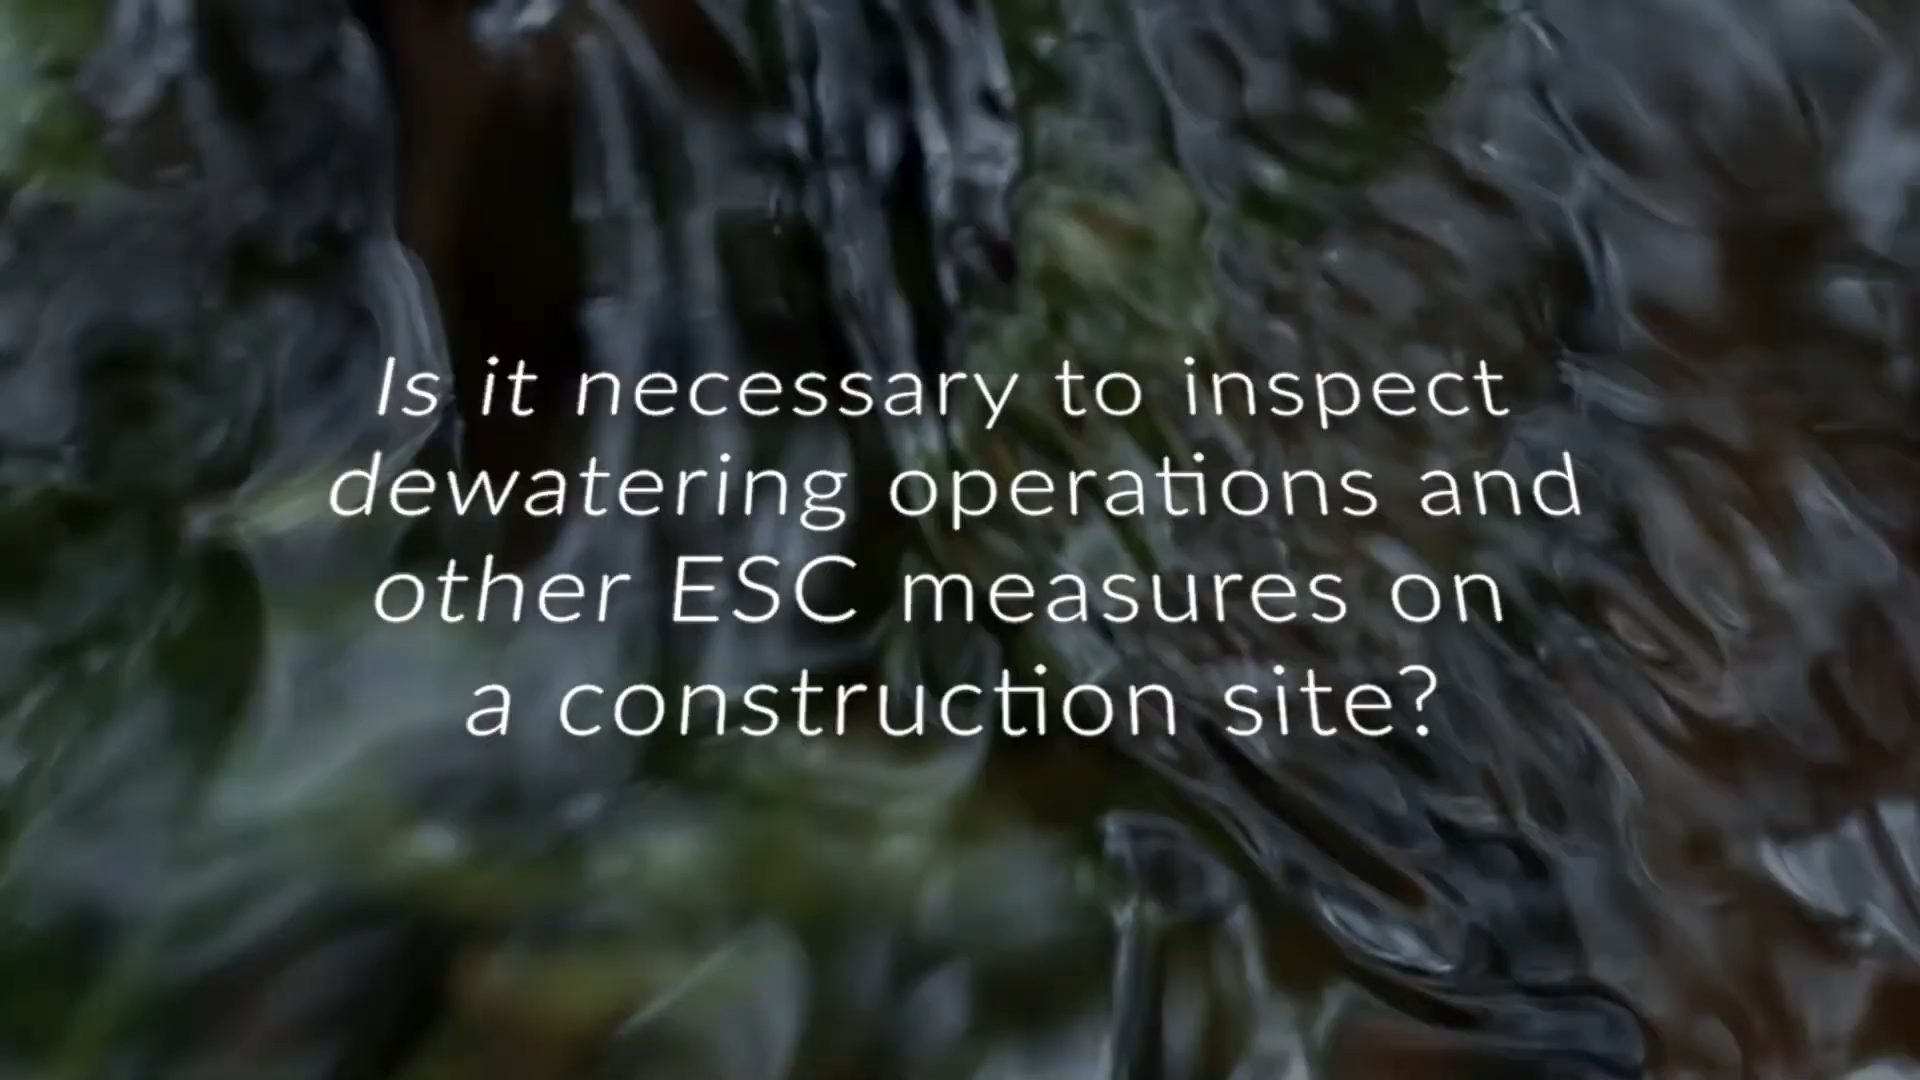 Is it necessary to inspect
dewatering operations and
other ESC measures on
a construction site?